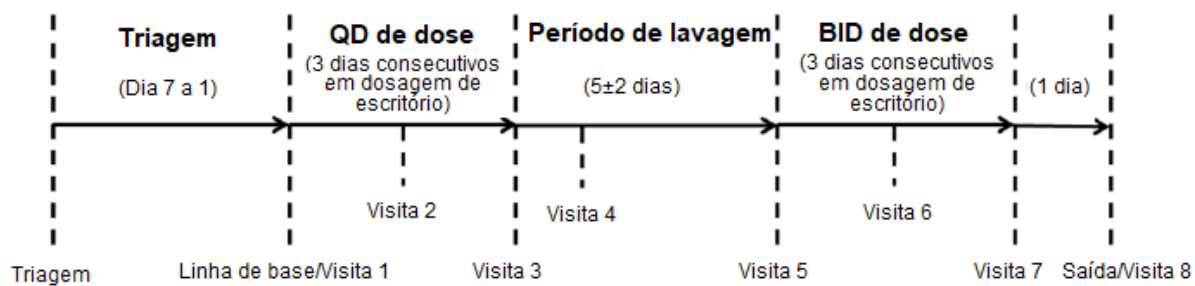 Triagem
(Dia 7 a 1)
QD de dose
(3 dias consecutivos
em dosagem de
escritório)
Período de lavagem
(5±2 dias)
BID de dose
(3 dias consecutivos
em dosagem de
escritório)
(1 dia)
Visita 2
Visita 4
Visita 6
Triagem
Linha de base/Visita 1
Visita 3
Visita 5
Visita 7
Saída/Visita 8